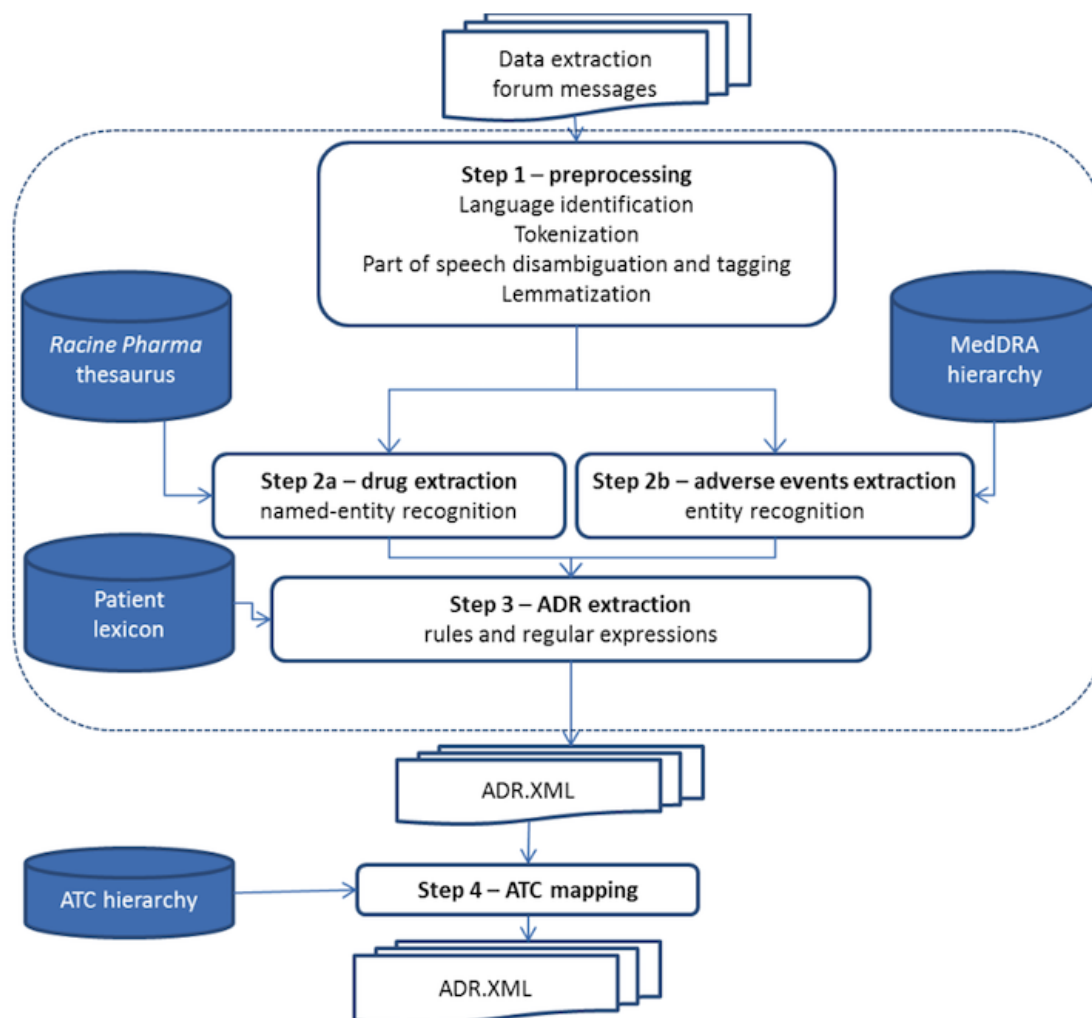 Data extraction
forum messages
Step 1 – preprocessing
Language identification
Tokenization
Part of speech disambiguation and tagging
Lemmatization
Racine Pharma
thesaurus
MedDRA
hierarchy
Step 2a – drug extraction
named-entity recognition
Step 2b – adverse events extraction
entity recognition
Patient
lexicon
Step 3 – ADR extraction
rules and regular expressions
ADR.XML
ATC hierarchy
Step 4 – ATC mapping
ADR.XML